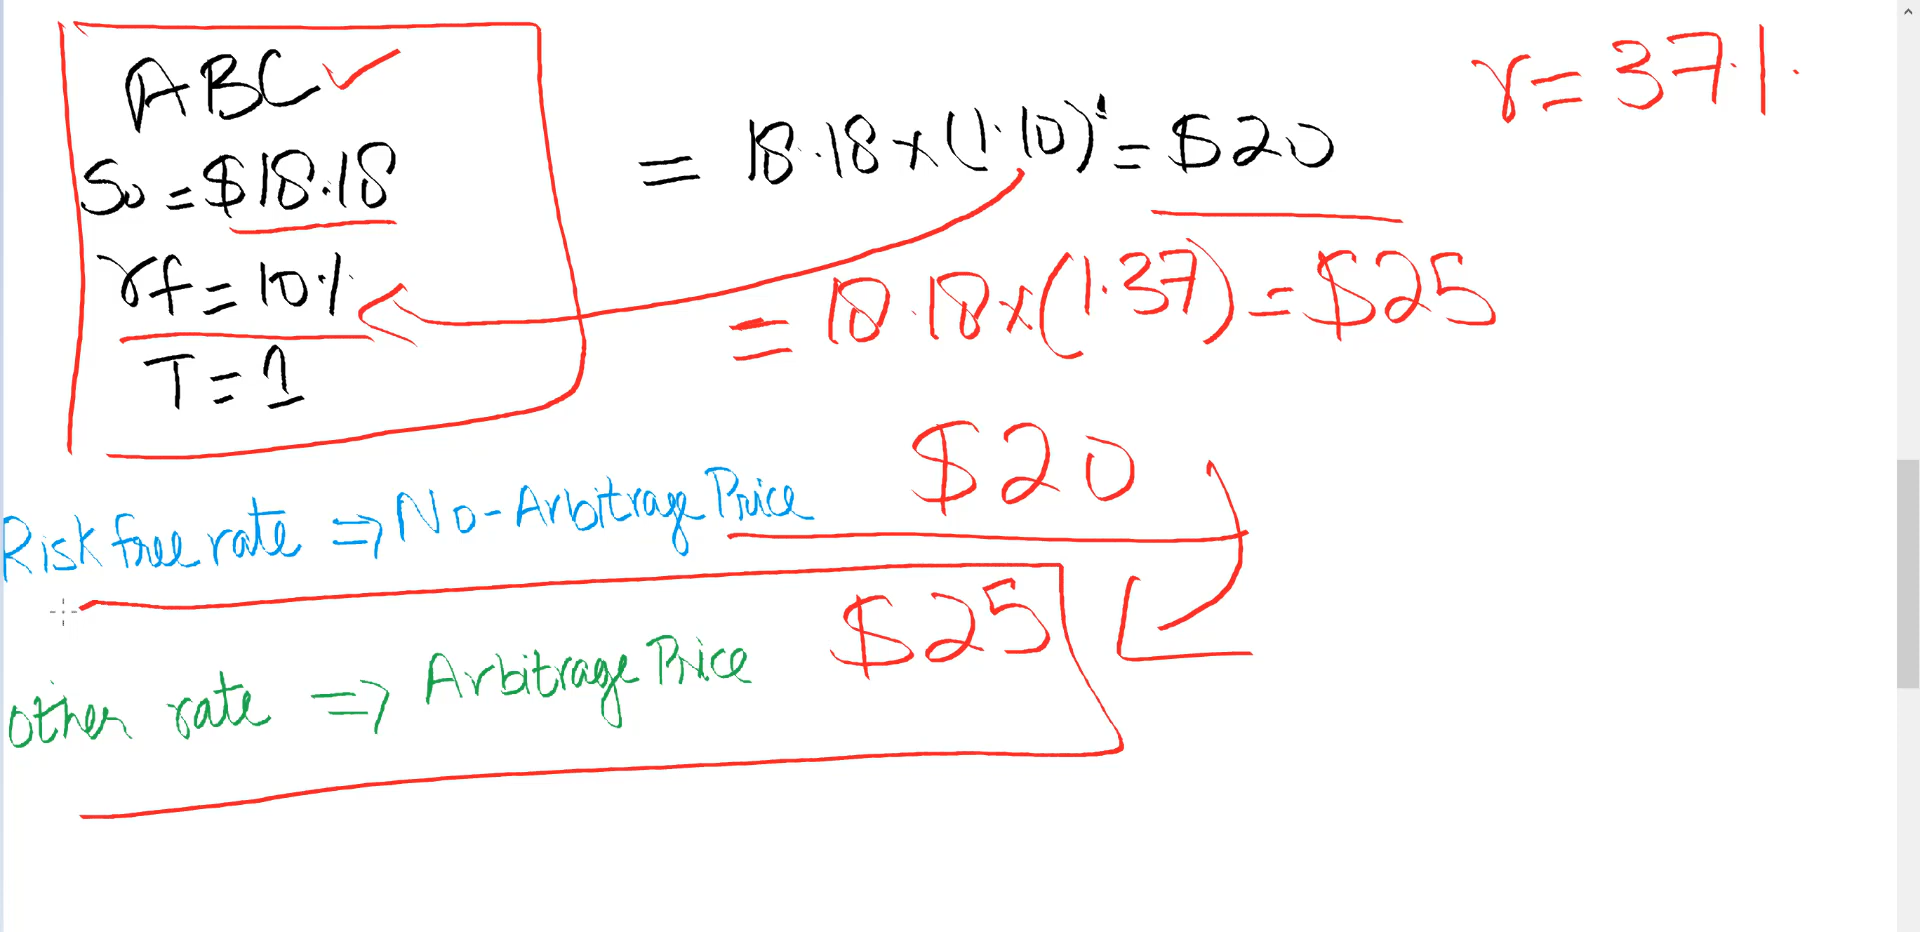 ABC ✓
S0 = $18.18
rf = 10%
T = 1
r = 37%
= 18.18 × (1.10)¹ = $20
= 18.18 × (1.37) = $25
Risk free rate ⇒ No-Arbitrage Price $20
other rate ⇒ Arbitrage Price $25